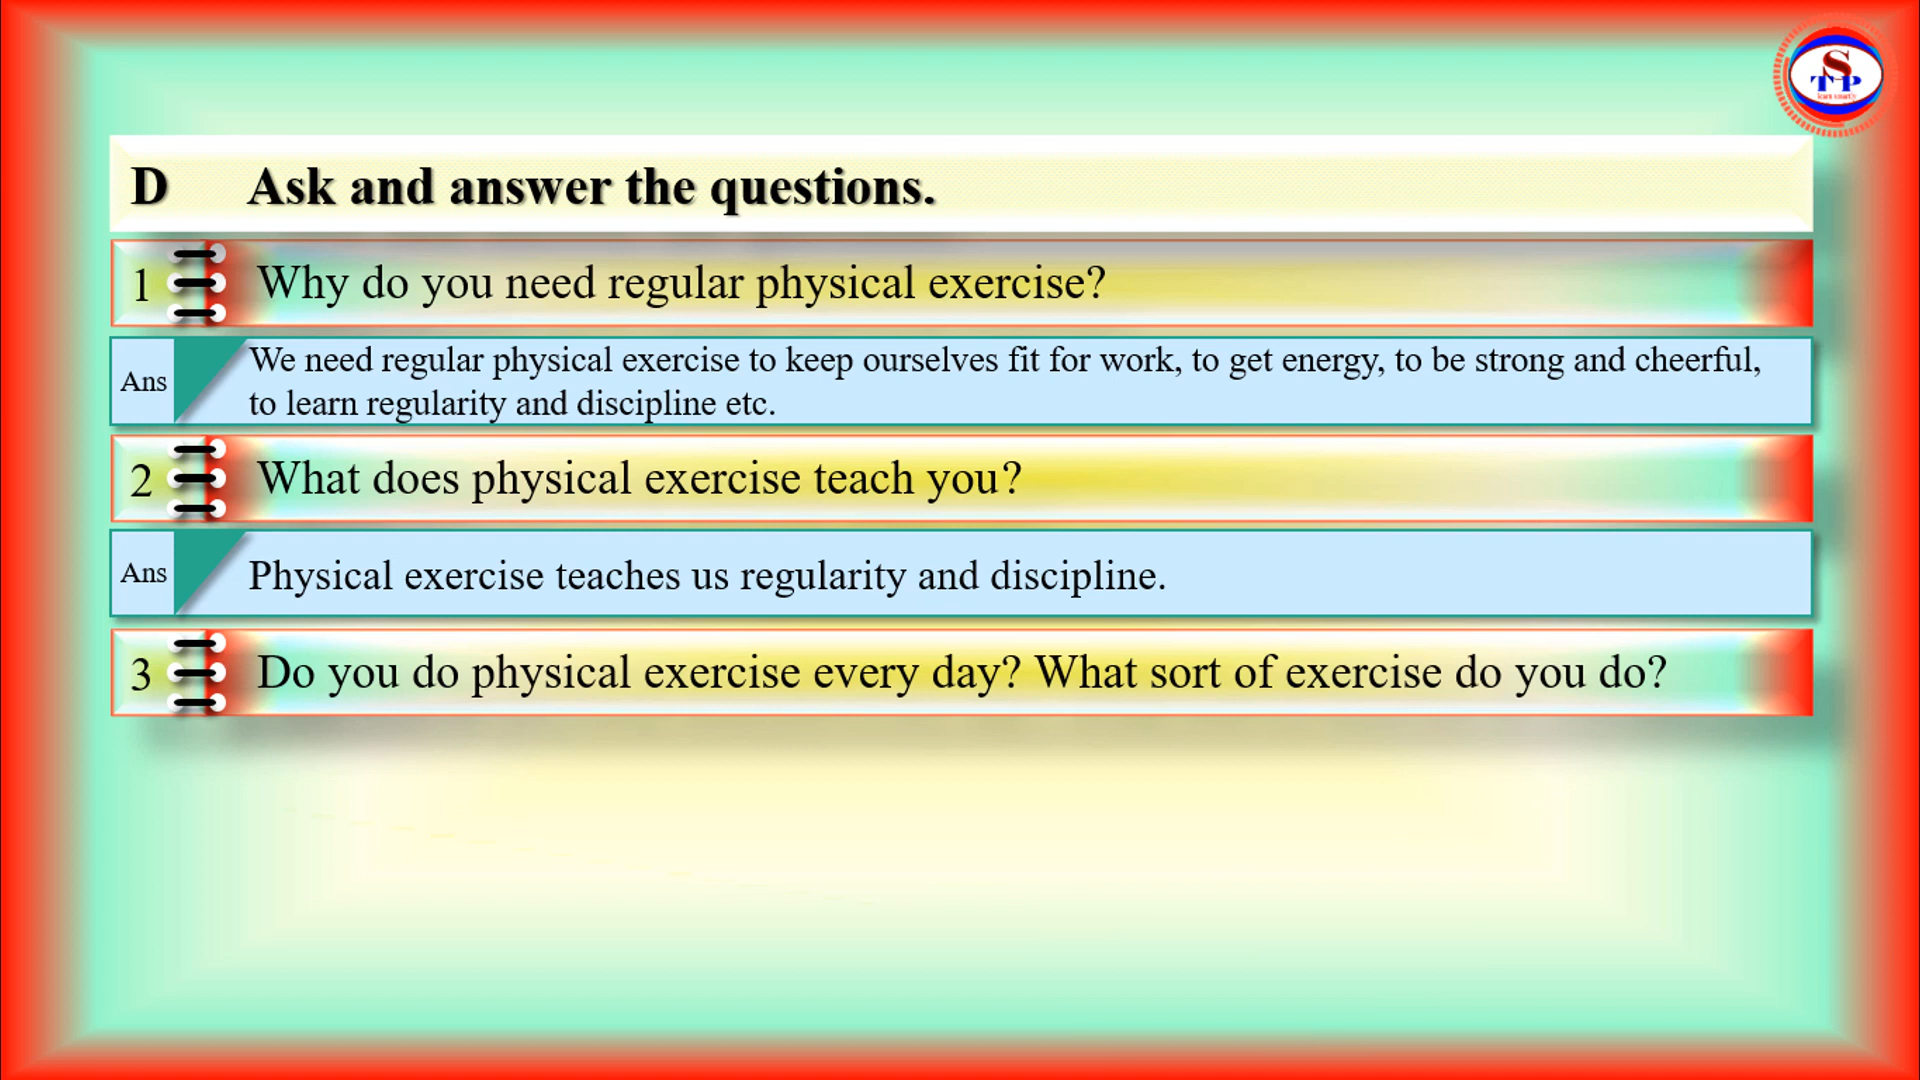 S
TP
learn smartly
D Ask and answer the questions.
1 Why do you need regular physical exercise?
Ans We need regular physical exercise to keep ourselves fit for work, to get energy, to be strong and cheerful,
to learn regularity and discipline etc.
2 What does physical exercise teach you?
Ans Physical exercise teaches us regularity and discipline.
3 Do you do physical exercise every day? What sort of exercise do you do?